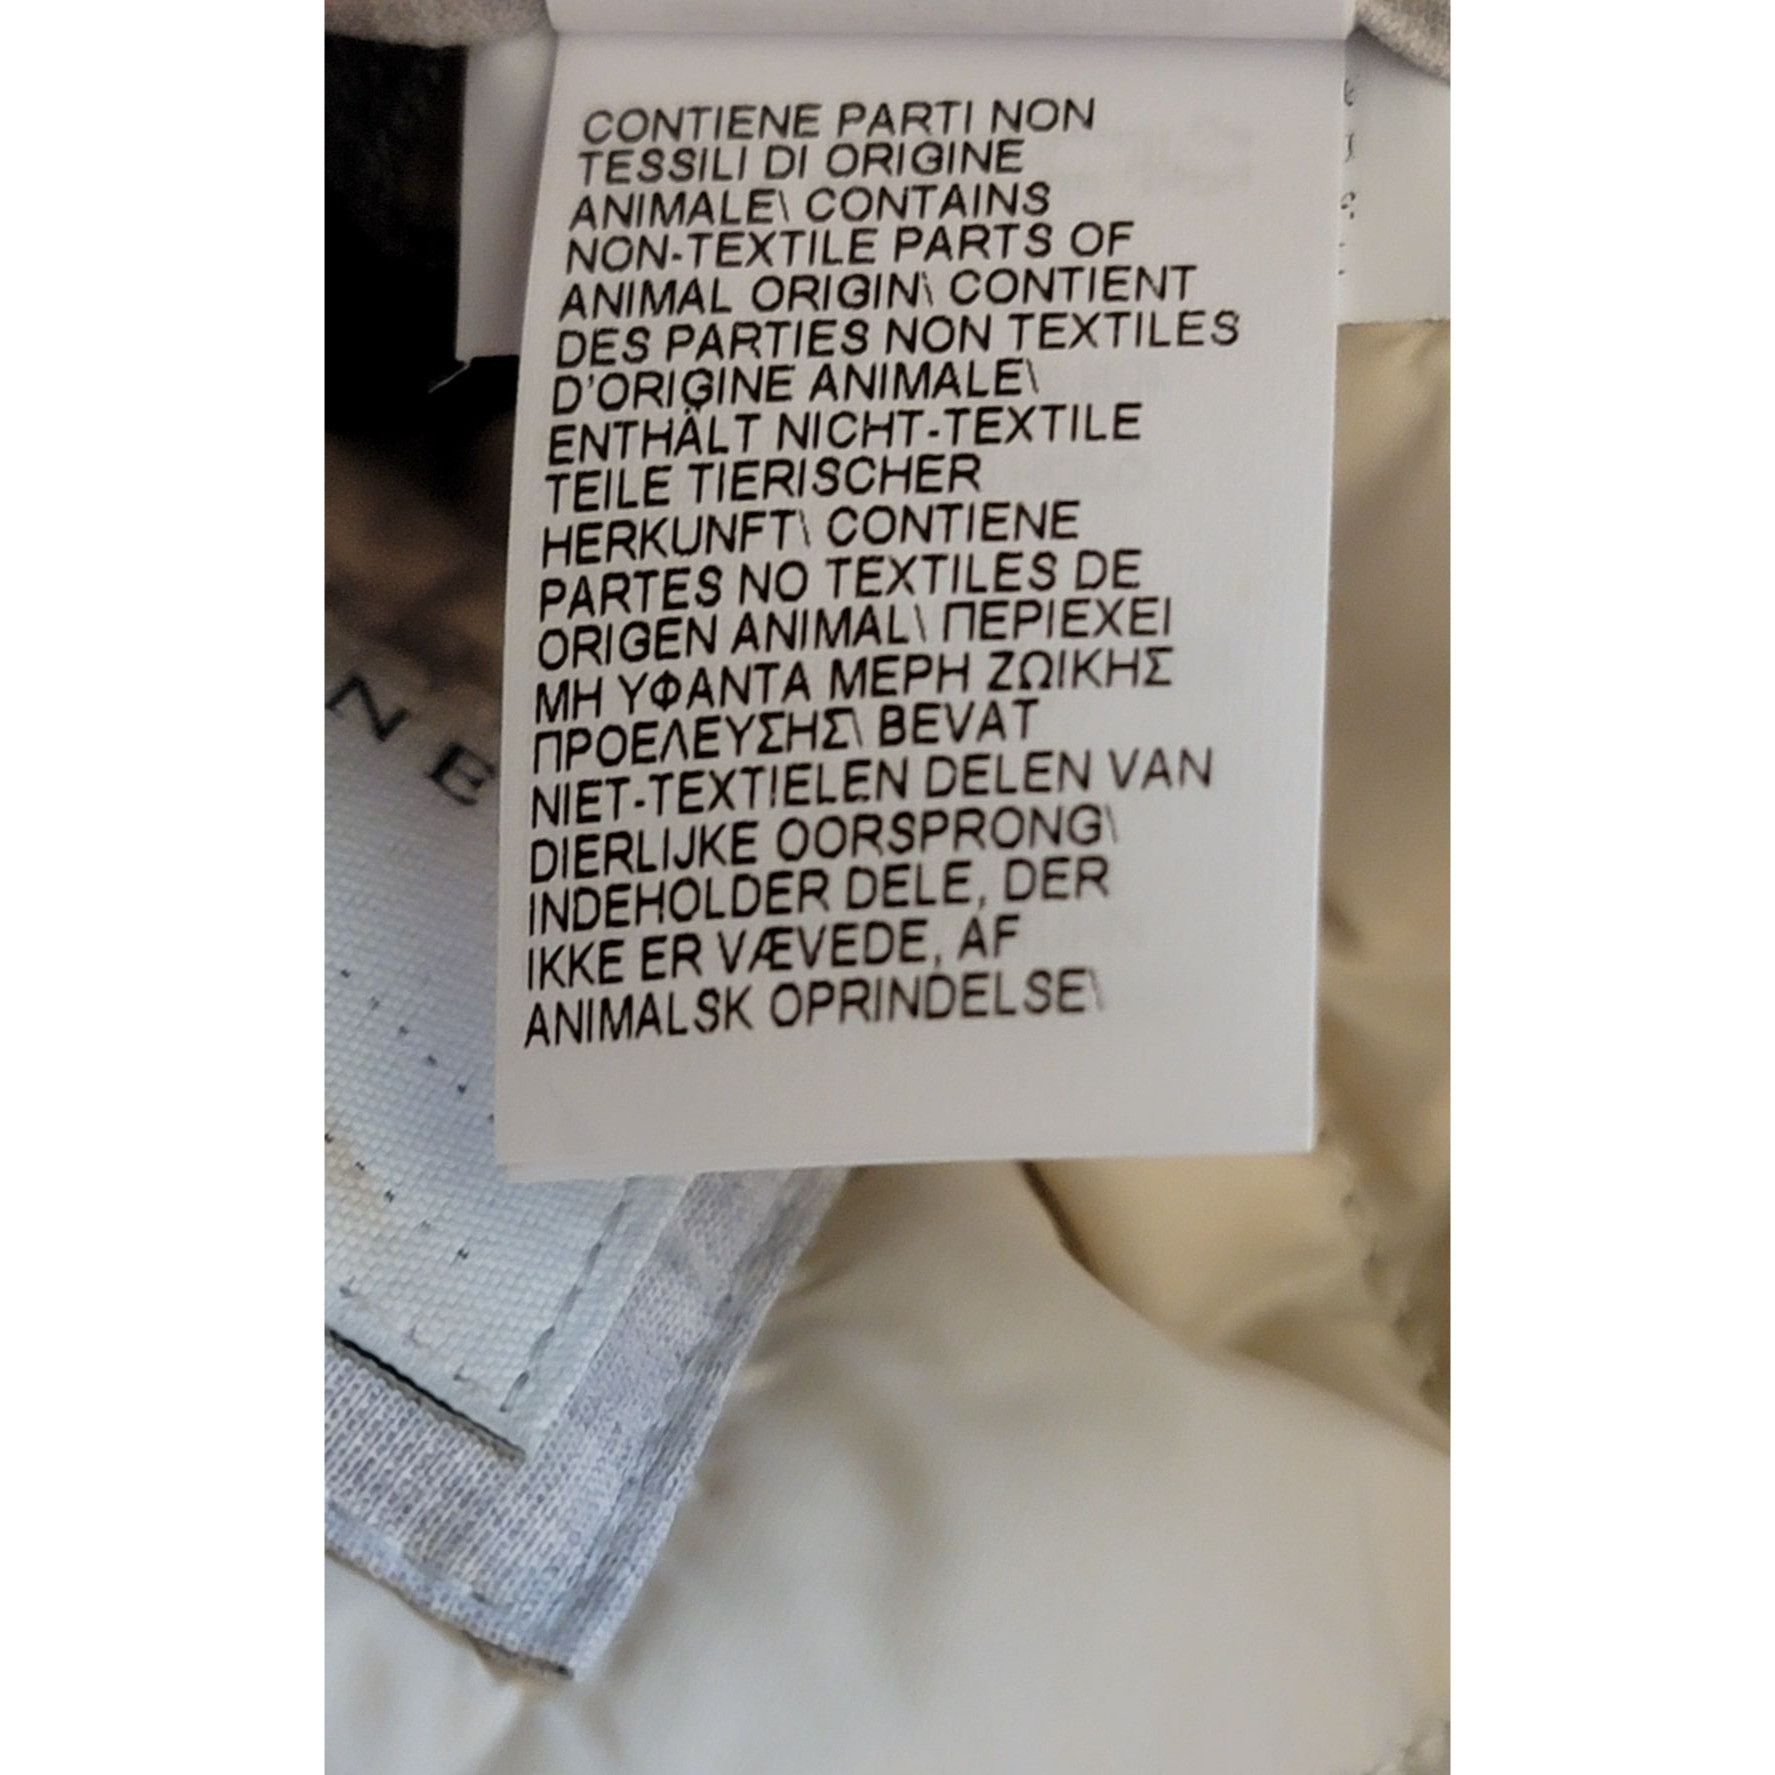 CONTIENE PARTI NON
TESSILI DI ORIGINE
ANIMALE\ CONTAINS
NON-TEXTILE PARTS OF
ANIMAL ORIGIN\ CONTIENT
DES PARTIES NON TEXTILES
D'ORIGINE ANIMALE\
ENTHÄLT NICHT-TEXTILE
TEILE TIERISCHER
HERKUNFT\ CONTIENE
PARTES NO TEXTILES DE
ORIGEN ANIMAL\ ΠΕΡΙΕΧΕΙ
ΜΗ ΥΦΑΝΤΑ ΜΕΡΗ ΖΩΙΚΗΣ
ΠΡΟΕΛΕΥΣΗΣ\ BEVAT
NIET-TEXTIELEN DELEN VAN
DIERLIJKE OORSPRONG\
INDEHOLDER DELE, DER
IKKE ER VÆVEDE, AF
ANIMALSK OPRINDELSE\
NE